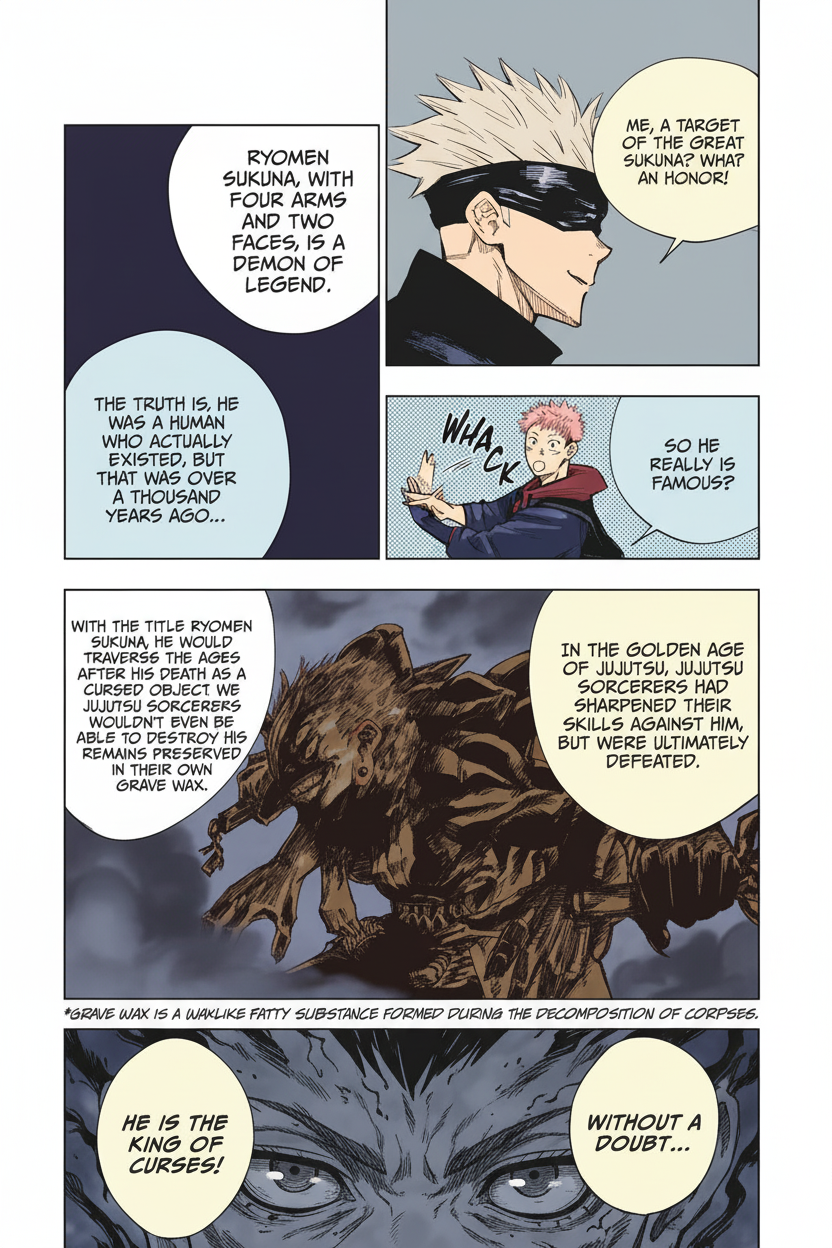 ME, A TARGET
OF THE GREAT
SUKUNA? WHA?
AN HONOR!
RYOMEN
SUKUNA, WITH
FOUR ARMS
AND TWO
FACES, IS A
DEMON OF
LEGEND.
THE TRUTH IS, HE
WAS A HUMAN
WHO ACTUALLY
EXISTED, BUT
THAT WAS OVER
A THOUSAND
YEARS AGO...
WHACK
SO HE
REALLY IS
FAMOUS?
IN THE GOLDEN AGE
OF JUJUTSU, JUJUTSU
SORCERERS HAD
SHARPENED THEIR
SKILLS AGAINST HIM,
BUT WERE ULTIMATELY
DEFEATED.
WITH THE TITLE RYOMEN
SUKUNA, HE WOULD
TRAVERSS THE AGES
AFTER HIS DEATH AS A
CURSED OBJECT. WE
JUJUTSU SORCERERS
WOULDN'T EVEN BE
ABLE TO DESTROY HIS
REMAINS PRESERVED
IN THEIR OWN
GRAVE WAX.
*GRAVE WAX IS A WAXLIKE FATTY SUBSTANCE FORMED DURING THE DECOMPOSITION OF CORPSES.
WITHOUT A
DOUBT...
HE IS THE
KING OF
CURSES!